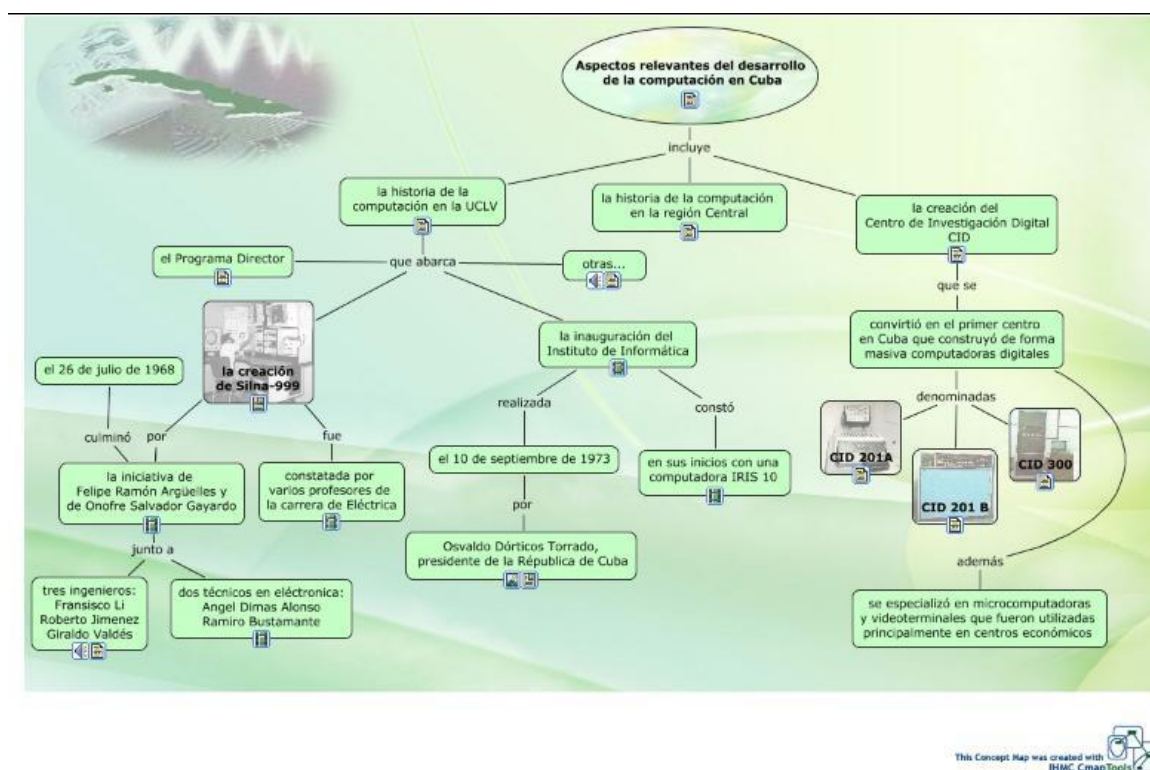 WW
Aspectos relevantes del desarrollo
de la computación en Cuba
incluye
la historia de la
computación en la UCLV
la historia de la computación
en la región Central
la creación del
Centro de Investigación Digital
CID
el Programa Director
que abarca
otras...
que se
la creación
de Silna-999
la inauguración del
Instituto de Informática
convirtió en el primer centro
en Cuba que construyó de forma
masiva computadoras digitales
el 26 de julio de 1968
realizada
constó
denominadas
culminó
por
fue
CID 201A
CID 201 B
CID 300
la iniciativa de
Felipe Ramón Argüelles y
de Onofre Salvador Gayardo
constatada por
varios profesores de
la carrera de Eléctrica
el 10 de septiembre de 1973
en sus inicios con una
computadora IRIS 10
por
junto a
Osvaldo Dórticos Torrado,
presidente de la Républica de Cuba
además
tres ingenieros:
Fransisco Li
Roberto Jimenez
Giraldo Valdés
dos técnicos en eléctronica:
Angel Dimas Alonso
Ramiro Bustamante
se especializó en microcomputadoras
y videoterminales que fueron utilizadas
principalmente en centros económicos
This Concept Map was created with
IHMC CmapTools